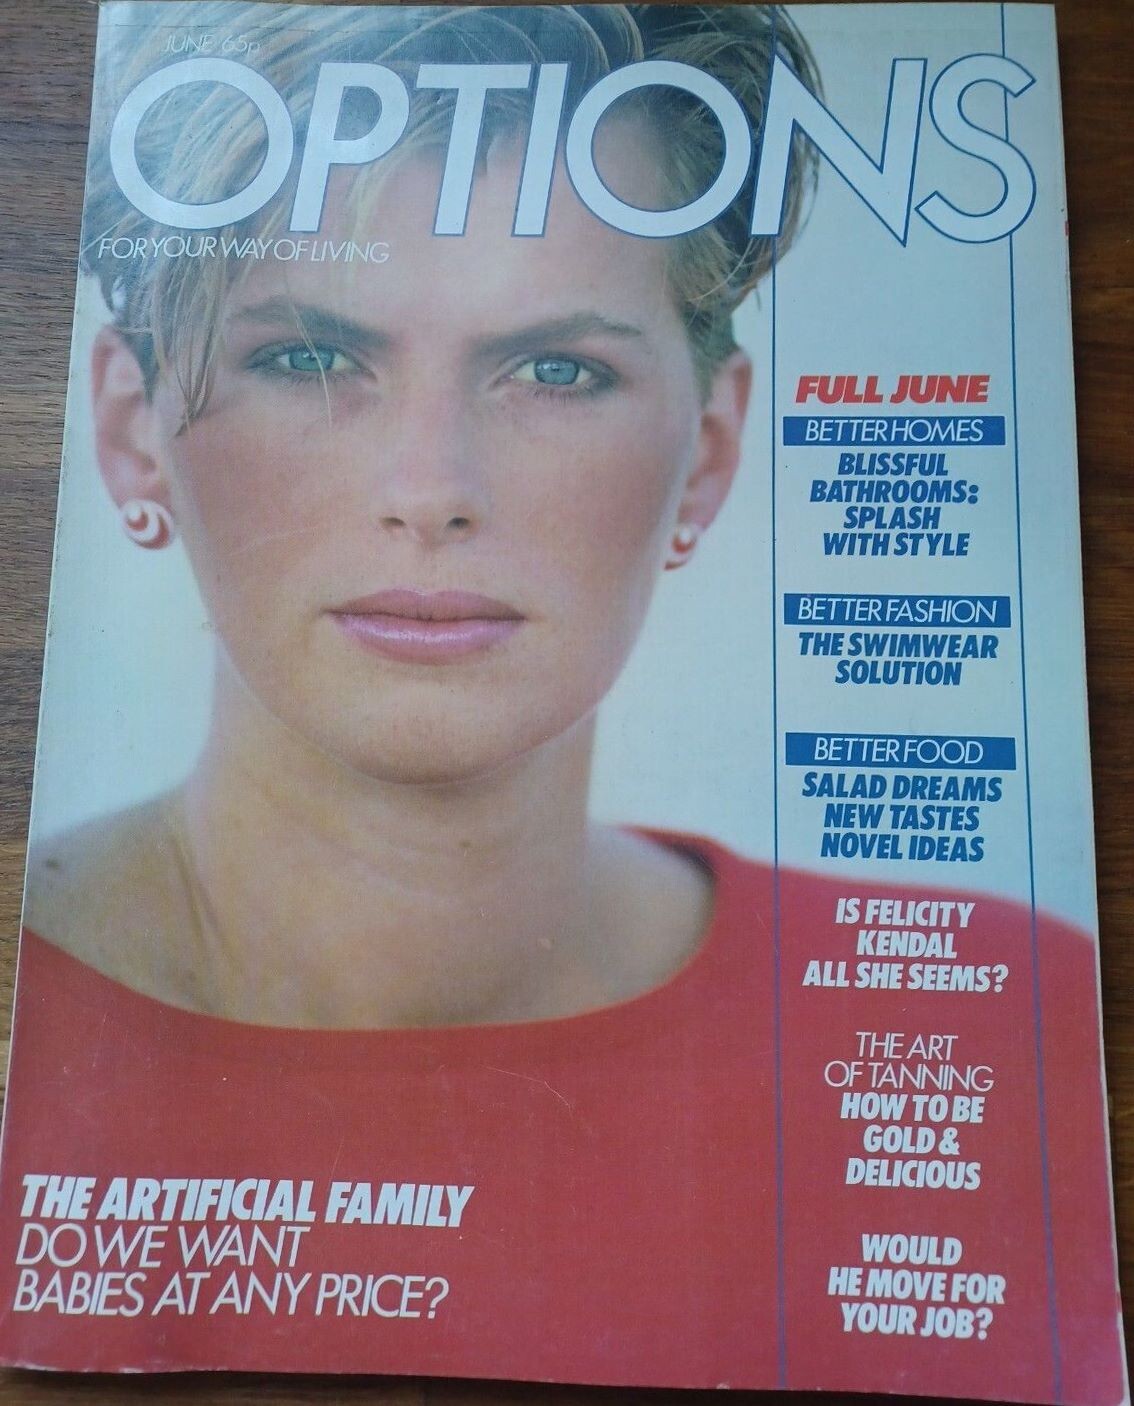 JUNE 65p
OPTIONS
FOR YOUR WAY OF LIVING
FULL JUNE
BETTER HOMES
BLISSFUL
BATHROOMS:
SPLASH
WITH STYLE
BETTER FASHION
THE SWIMWEAR
SOLUTION
BETTER FOOD
SALAD DREAMS
NEW TASTES
NOVEL IDEAS
IS FELICITY
KENDAL
ALL SHE SEEMS?
THE ART
OF TANNING
HOW TO BE
GOLD &
DELICIOUS
WOULD
HE MOVE FOR
YOUR JOB?
THE ARTIFICIAL FAMILY
DO WE WANT
BABIES AT ANY PRICE?